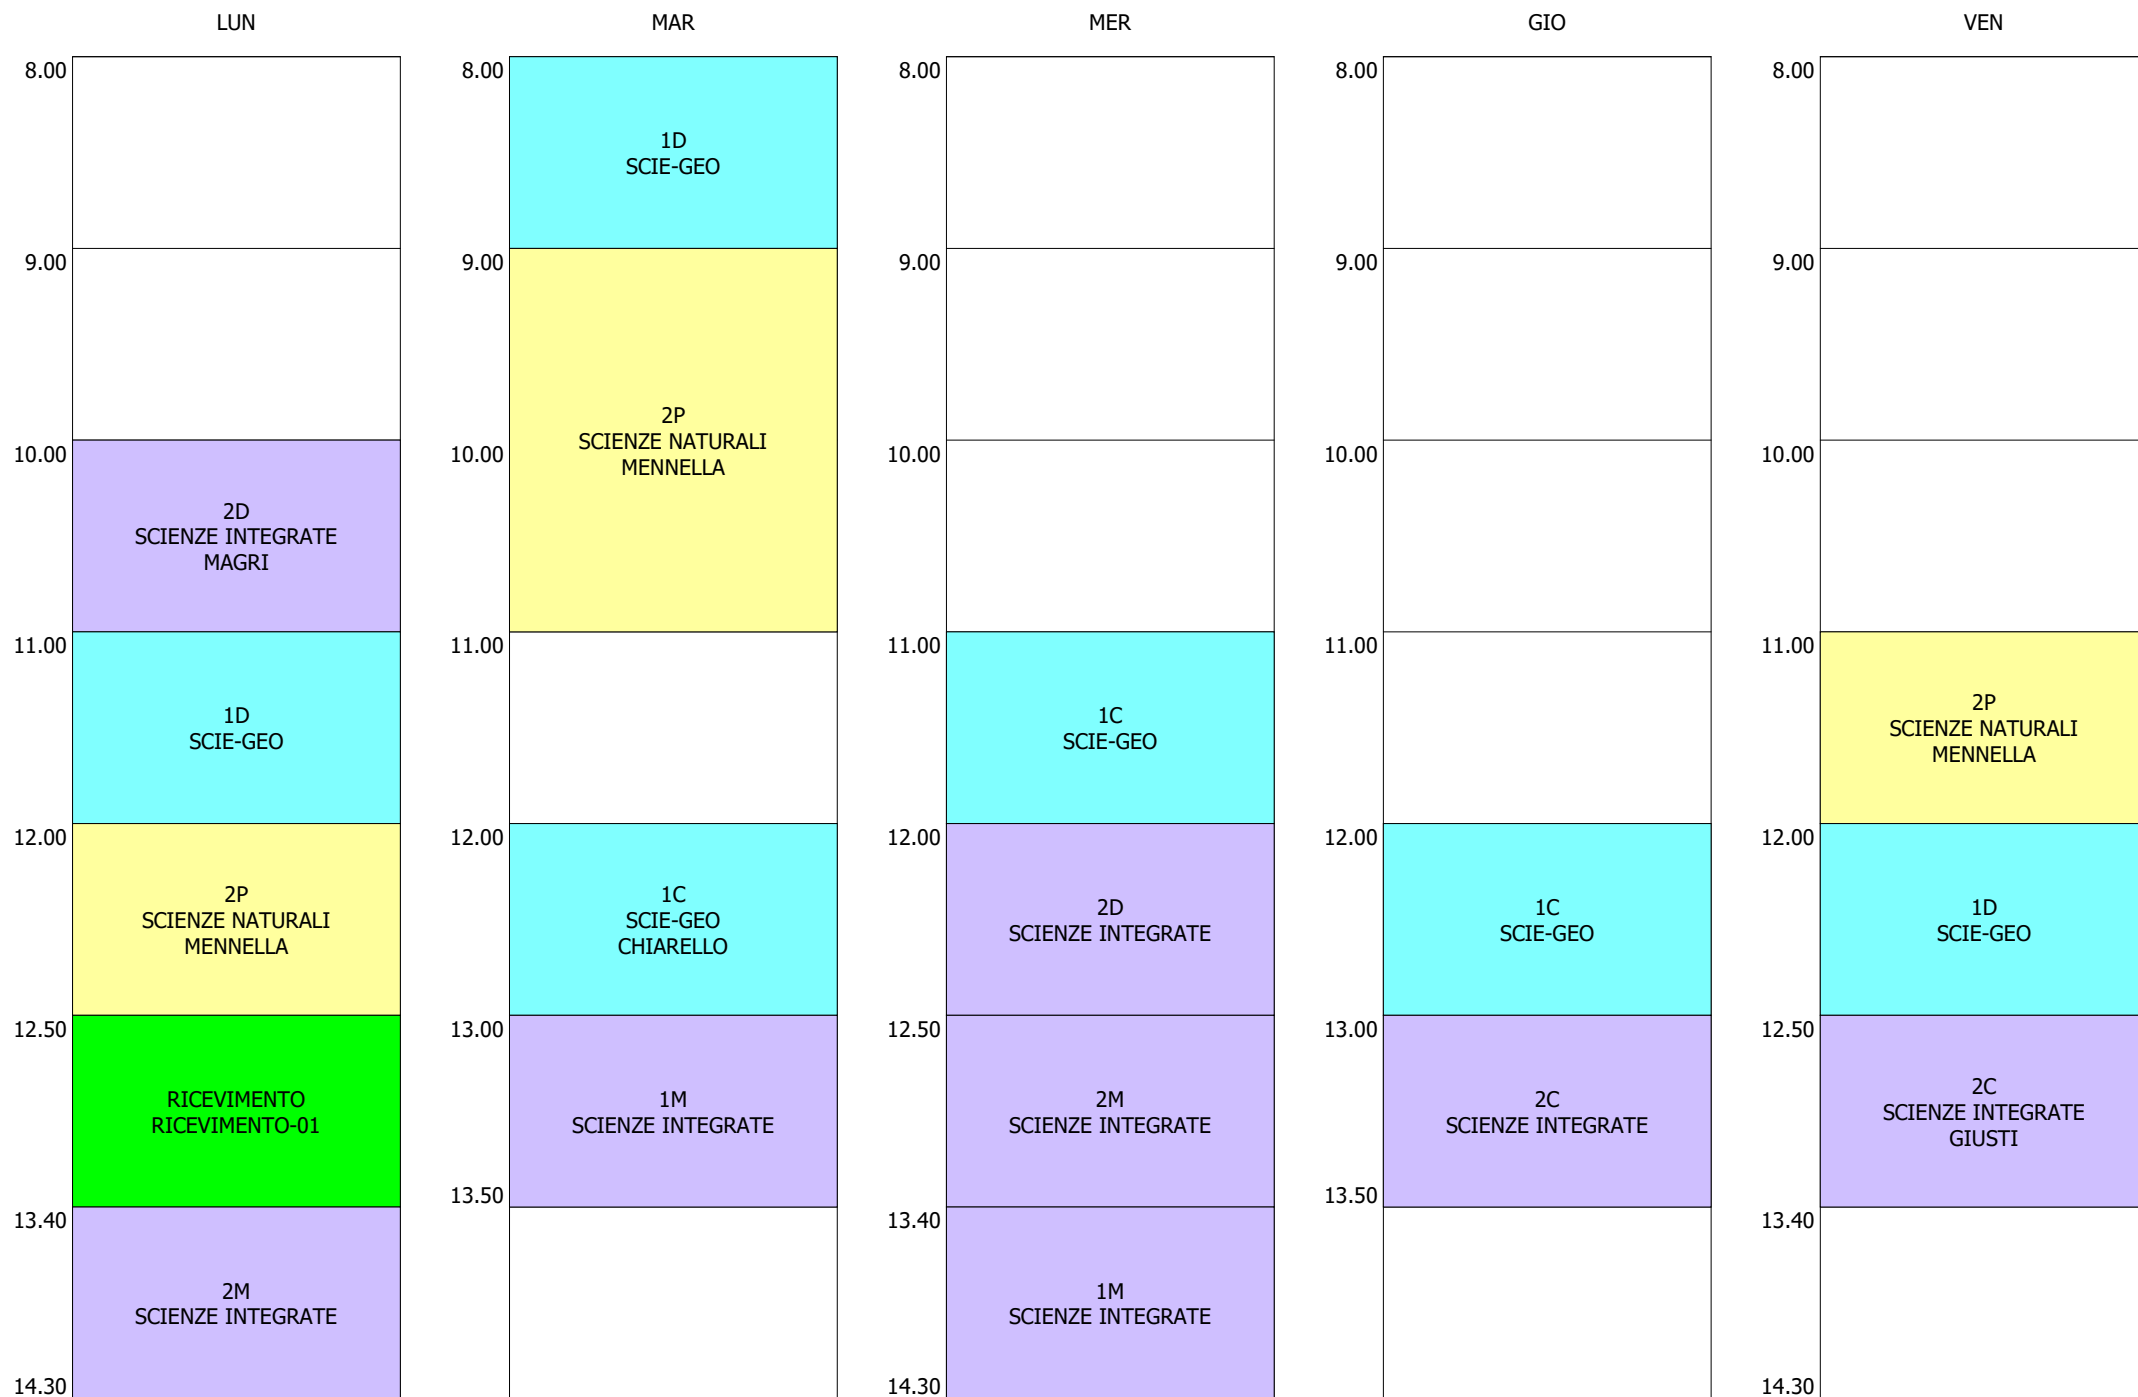 LUN
8.00
9.00
10.00
2D
SCIENZE INTEGRATE
MAGRI
11.00
1D
SCIE-GEO
12.00
2P
SCIENZE NATURALI
MENNELLA
12.50
RICEVIMENTO
RICEVIMENTO-01
13.40
2M
SCIENZE INTEGRATE
14.30
MAR
8.00
1D
SCIE-GEO
9.00
2P
SCIENZE NATURALI
MENNELLA
10.00
11.00
12.00
1C
SCIE-GEO
CHIARELLO
13.00
1M
SCIENZE INTEGRATE
13.50
MER
8.00
9.00
10.00
11.00
1C
SCIE-GEO
12.00
2D
SCIENZE INTEGRATE
12.50
2M
SCIENZE INTEGRATE
13.40
1M
SCIENZE INTEGRATE
14.30
GIO
8.00
9.00
10.00
11.00
12.00
1C
SCIE-GEO
13.00
2C
SCIENZE INTEGRATE
13.50
VEN
8.00
9.00
10.00
11.00
2P
SCIENZE NATURALI
MENNELLA
12.00
1D
SCIE-GEO
12.50
2C
SCIENZE INTEGRATE
GIUSTI
13.40
14.30